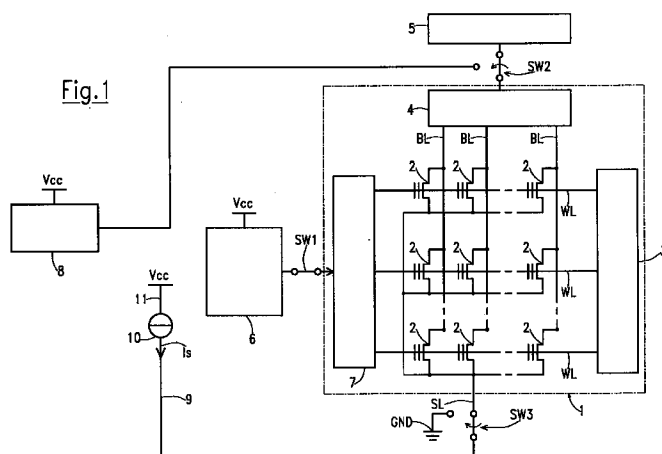 5
Fig.1
SW2
4
BL BL BL
2 2 2
Vcc
WL
8
Vcc
SW1
2 2 2
WL
Vcc
11
10
Is
6
2 2 2
WL
7
9
SL
GND
SW3
1